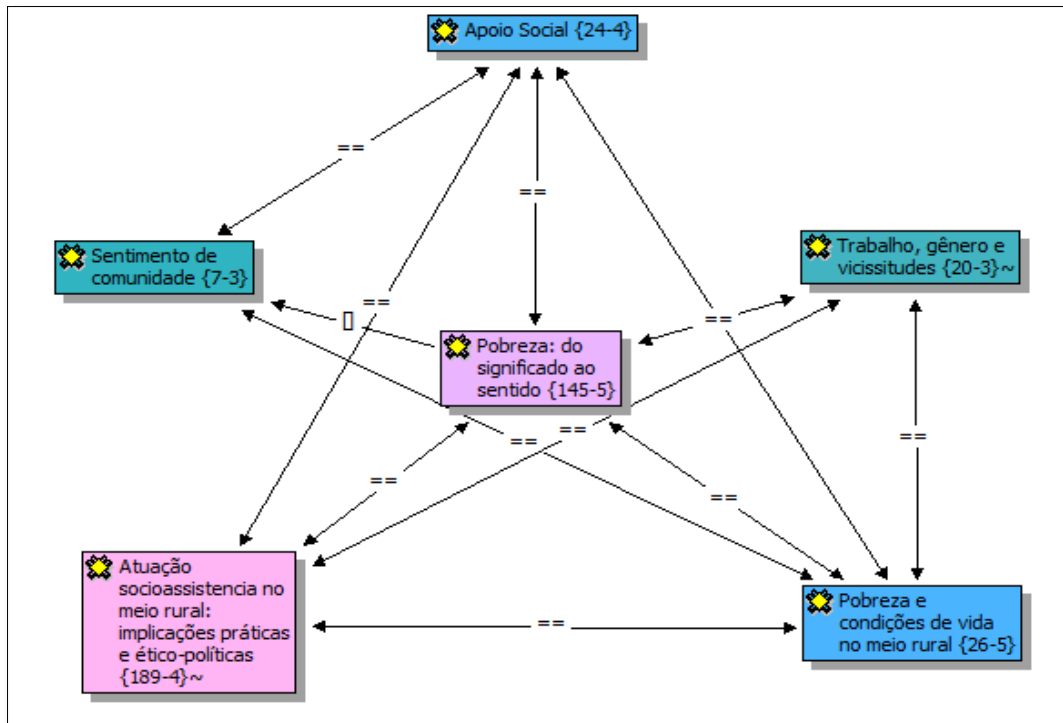 Apoio Social {24-4}
==
==
Sentimento de
comunidade {7-3}
Trabalho, gênero e
vicissitudes {20-3}~
==
[]
==
Pobreza: do
significado ao
sentido {145-5}
==
==
==
==
==
Atuação
socioassistencia no
meio rural:
implicações práticas
e ético-políticas
{189-4}~
==
Pobreza e
condições de vida
no meio rural {26-5}